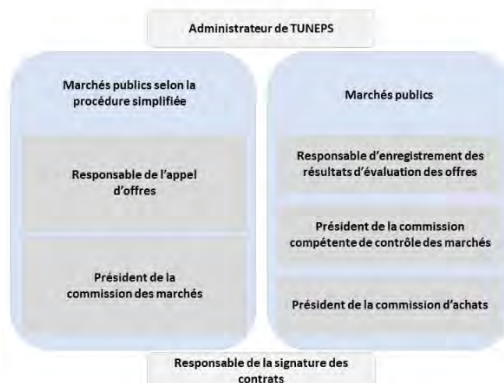 Administrateur de TUNEPS
Marchés publics selon la
procédure simplifiée
Responsable de l'appel
d'offres
Président de la
commission des marchés
Marchés publics
Responsable d'enregistrement des
résultats d'évaluation des offres
Président de la commission
compétente de contrôle des marchés
Président de la commission d'achats
Responsable de la signature des
contrats